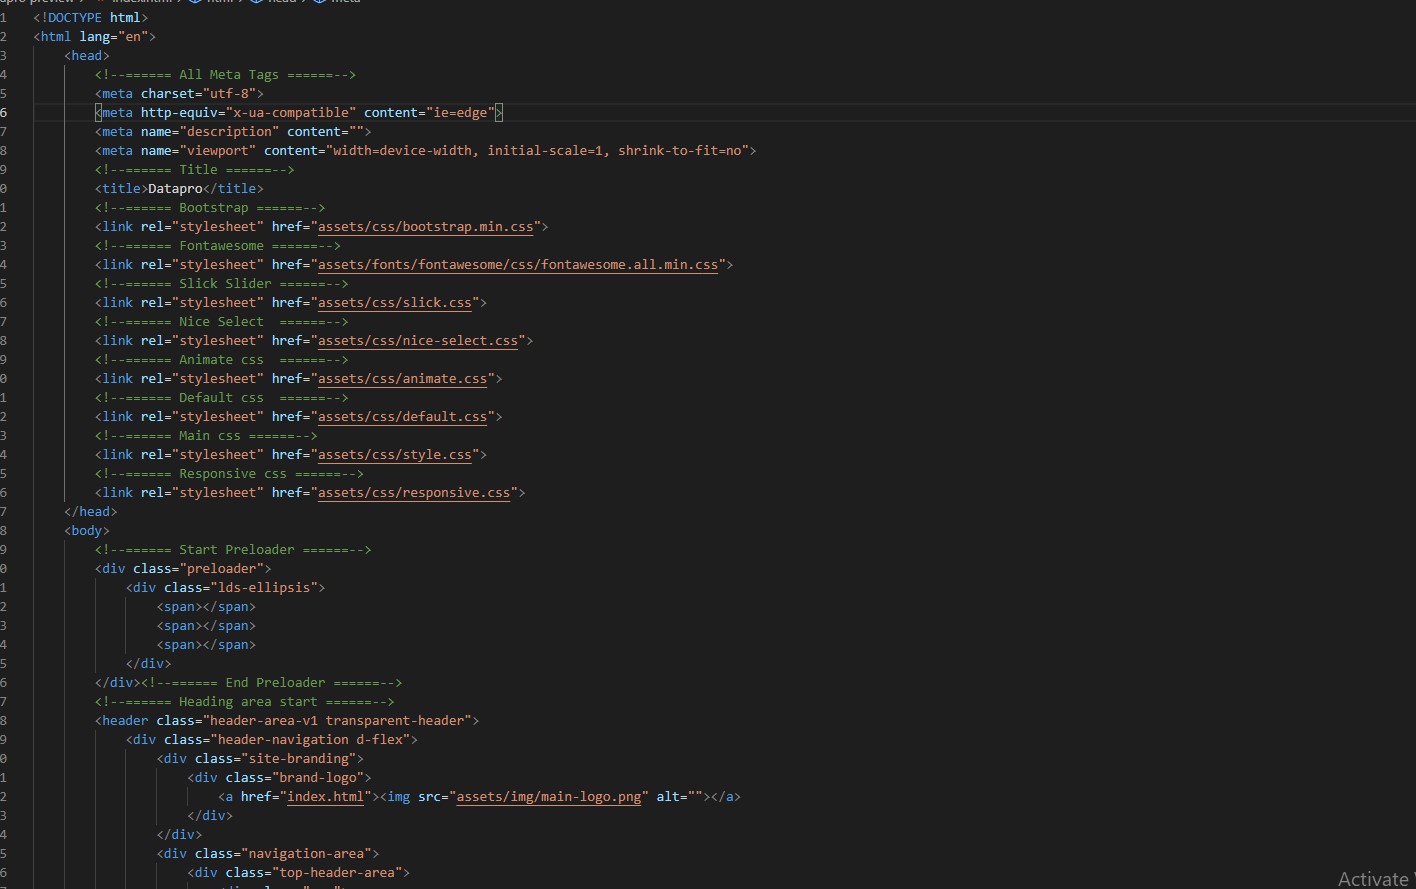 apro-preview > index.html > html > head > meta
1 <!DOCTYPE html>
2 <html lang="en">
3 <head>
4 <!--====== All Meta Tags ======-->
5 <meta charset="utf-8">
6 <meta http-equiv="x-ua-compatible" content="ie=edge">
7 <meta name="description" content="">
8 <meta name="viewport" content="width=device-width, initial-scale=1, shrink-to-fit=no">
9 <!--====== Title ======-->
0 <title>Datapro</title>
1 <!--====== Bootstrap ======-->
2 <link rel="stylesheet" href="assets/css/bootstrap.min.css">
3 <!--====== Fontawesome ======-->
4 <link rel="stylesheet" href="assets/fonts/fontawesome/css/fontawesome.all.min.css">
5 <!--====== Slick Slider ======-->
6 <link rel="stylesheet" href="assets/css/slick.css">
7 <!--====== Nice Select  ======-->
8 <link rel="stylesheet" href="assets/css/nice-select.css">
9 <!--====== Animate css  ======-->
0 <link rel="stylesheet" href="assets/css/animate.css">
1 <!--====== Default css  ======-->
2 <link rel="stylesheet" href="assets/css/default.css">
3 <!--====== Main css ======-->
4 <link rel="stylesheet" href="assets/css/style.css">
5 <!--====== Responsive css ======-->
6 <link rel="stylesheet" href="assets/css/responsive.css">
7 </head>
8 <body>
9 <!--====== Start Preloader ======-->
0 <div class="preloader">
1 <div class="lds-ellipsis">
2 <span></span>
3 <span></span>
4 <span></span>
5 </div>
6 </div><!--====== End Preloader ======-->
7 <!--====== Heading area start ======-->
8 <header class="header-area-v1 transparent-header">
9 <div class="header-navigation d-flex">
0 <div class="site-branding">
1 <div class="brand-logo">
2 <a href="index.html"><img src="assets/img/main-logo.png" alt=""></a>
3 </div>
4 </div>
5 <div class="navigation-area">
6 <div class="top-header-area">
Activate